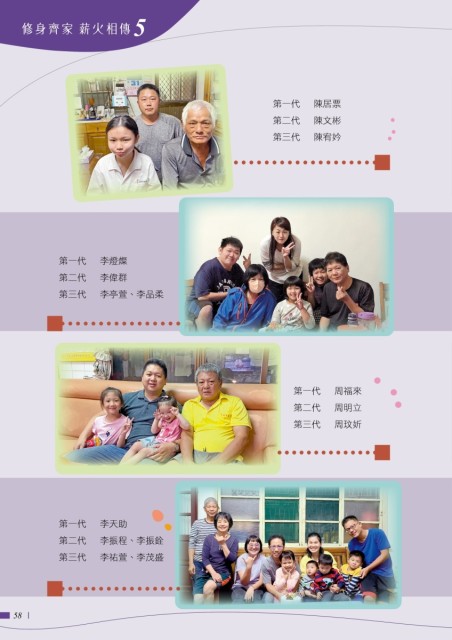 修身齊家 薪火相傳5
第一代 陳居票
第二代 陳文彬
第三代 陳宥妗
第一代 李燈燦
第二代 李偉群
第三代 李亭萱、李品柔
第一代 周福來
第二代 周明立
第三代 周玟妡
第一代 李天助
第二代 李振程、李振銓
第三代 李祐萱、李茂盛
58